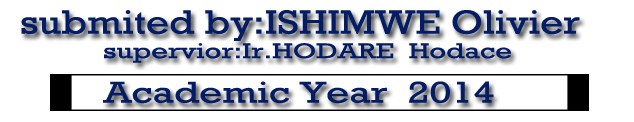 submited by:ISHIMWE Olivier
supervior:Ir.HODARE Hodace
Academic Year 2014